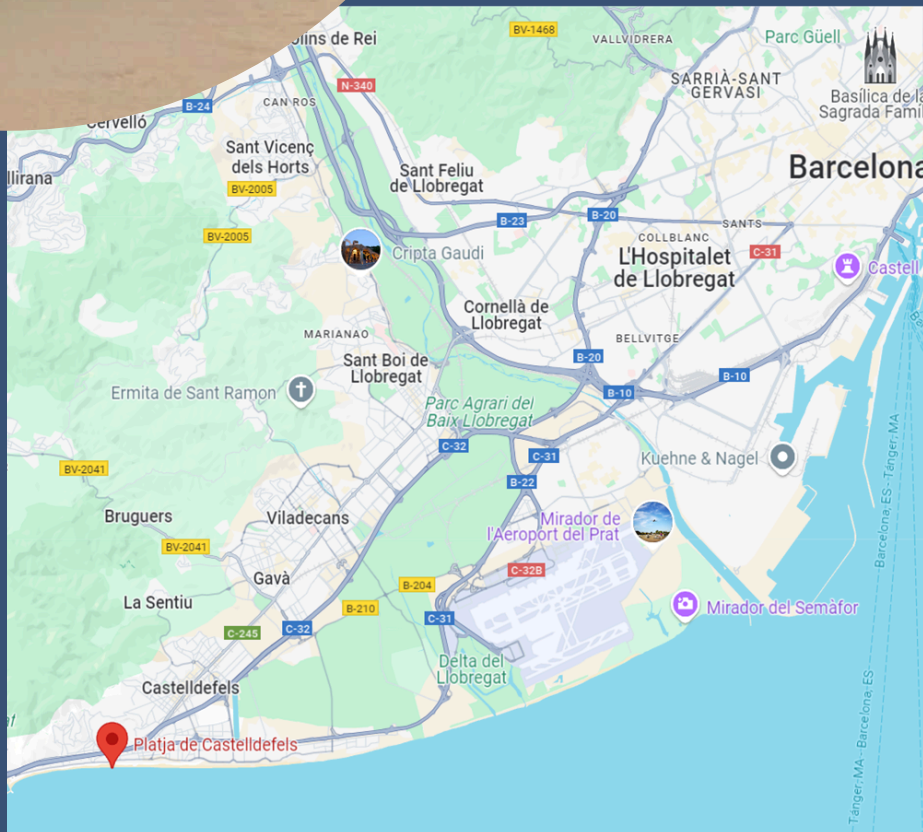 BV-1468
VALLVIDRERA
Parc Güell
olins de Rei
N-340
SARRIÀ-SANT
GERVASI
Basílica de la
Sagrada Famíl
B-24
CAN ROS
Cervelló
Sant Vicenç
dels Horts
llirana
BV-2005
Sant Feliu
de Llobregat
Barcelona
B-23
B-20
SANTS
BV-2005
COLLBLANC
C-31
Cripta Gaudí
L'Hospitalet
de Llobregat
Castell
Cornellà de
Llobregat
MARIANAO
BELLVITGE
Sant Boi de
Llobregat
B-20
B-10
B-10
Ermita de Sant Ramon
Parc Agrari del
Baix Llobregat
C-32
C-31
Kuehne & Nagel
BV-2041
B-22
Bruguers
Viladecans
Mirador de
l'Aeroport del Prat
BV-2041
C-32B
Gavà
B-204
La Sentiu
B-210
Mirador del Semàfor
C-31
C-245
C-32
Delta del
Llobregat
Castelldefels
Platja de Castelldefels
Barcelona, ES - Tánger, MA
Tánger, MA - Barcelona, ES